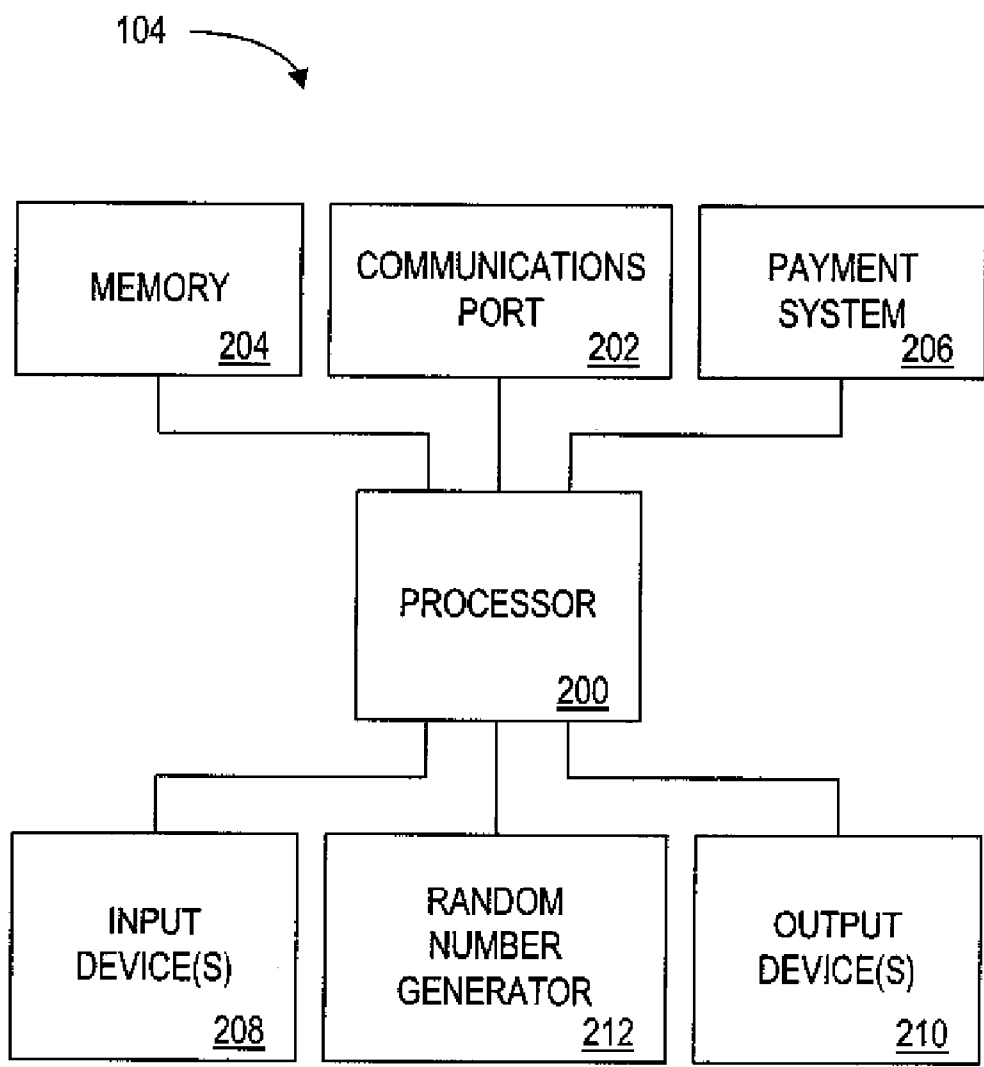 104
MEMORY
204
COMMUNICATIONS
PORT
202
PAYMENT
SYSTEM
206
PROCESSOR
200
INPUT
DEVICE(S)
208
RANDOM
NUMBER
GENERATOR
212
OUTPUT
DEVICE(S)
210